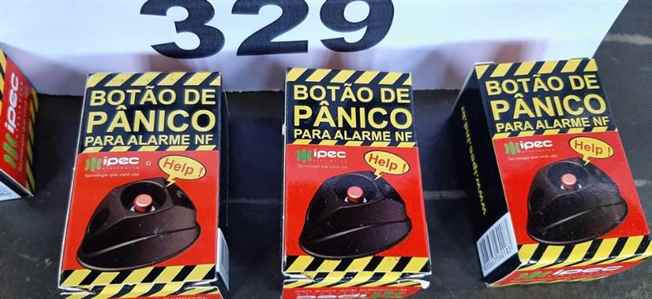 329
ipec
BOTÃO DE
PÂNICO
PARA ALARME NF
ipec
Help!
BOTÃO DE
PÂNICO
PARA ALARME NF
ipec
Help!
BOTÃO DE
PÂNICO
PARA ALARME NF
ipec
Help!